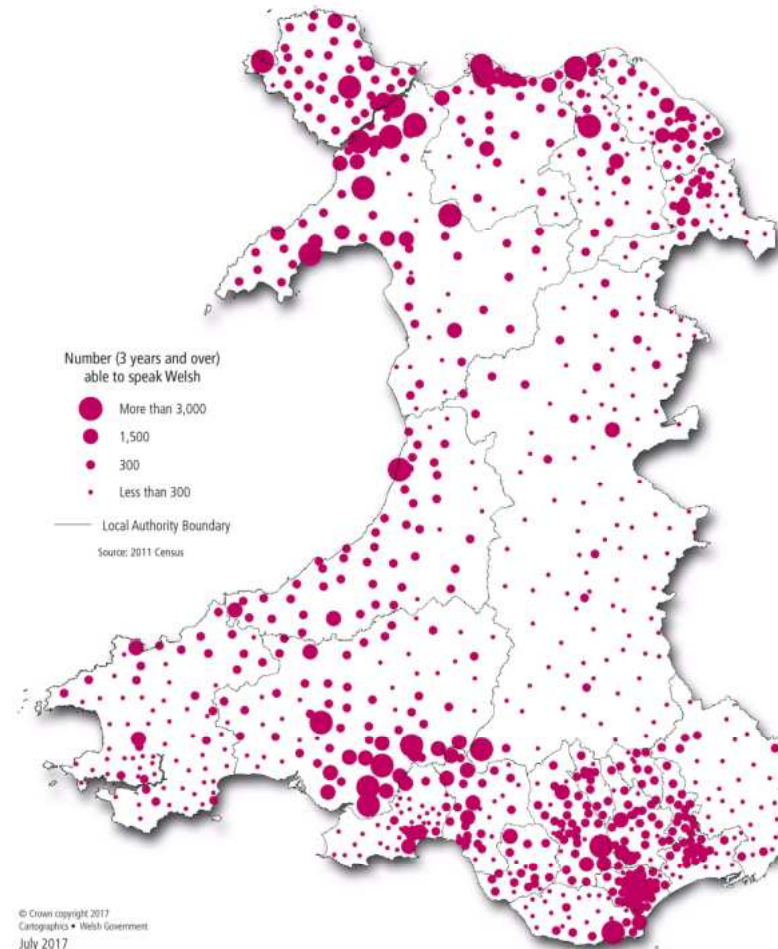 Number (3 years and over)
able to speak Welsh
More than 3,000
1,500
300
Less than 300
Local Authority Boundary
Source: 2011 Census
© Crown copyright 2017
Cartographics • Welsh Government
July 2017